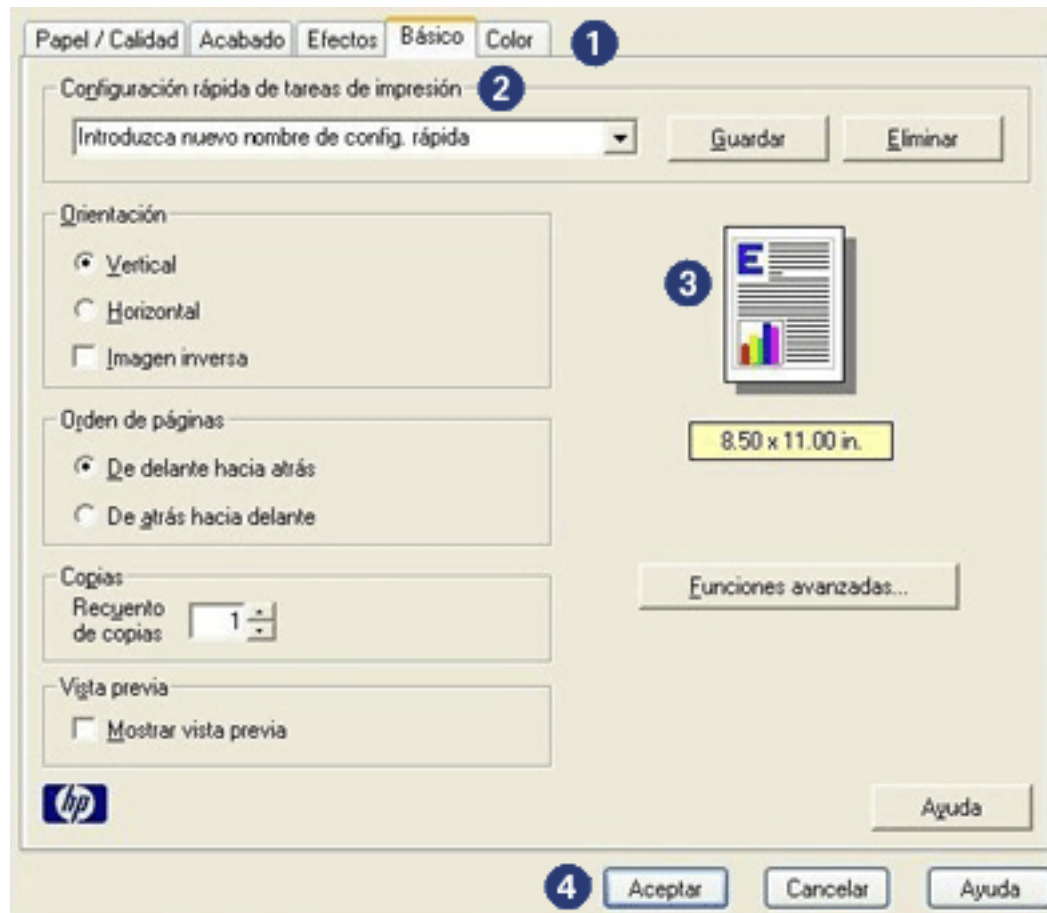 Papel / Calidad Acabado Efectos Básico Color 1
Configuración rápida de tareas de impresión 2
Introduzca nuevo nombre de config. rápida Guardar Eliminar
Orientación
Vertical
Horizontal
Imagen inversa
3
E
8.50 x 11.00 in.
Orden de páginas
De delante hacia atrás
De atrás hacia delante
Copias
Recuento
de copias 1
Funciones avanzadas...
Vista previa
Mostrar vista previa
hp
Ayuda
4 Aceptar Cancelar Ayuda